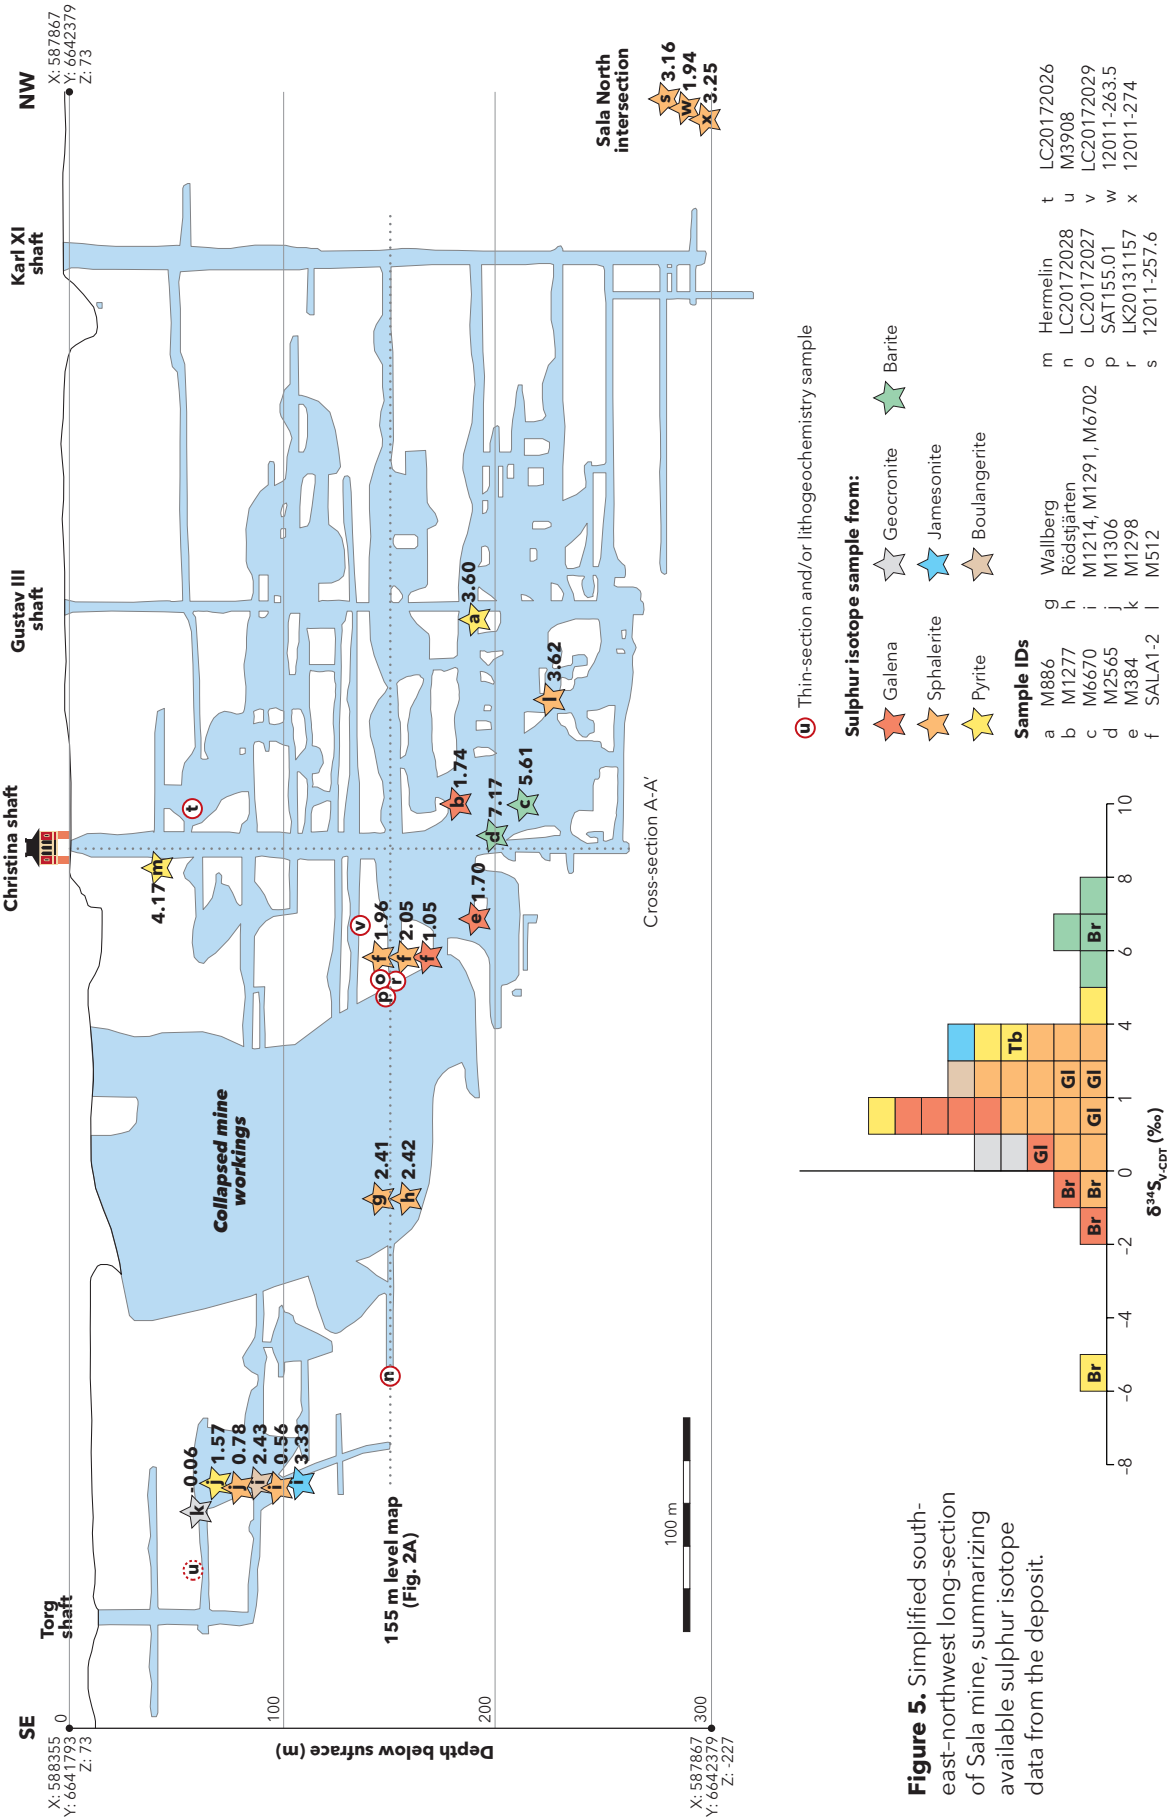 SE
NW
X: 588355
Y: 6641793
Z: 73
X: 587867
Y: 6642379
Z: 73
Torg
shaft
Christina shaft
Gustav III
shaft
Karl XI
shaft
0
100
200
300
Depth below sufrace (m)
X: 587867
Y: 6642379
Z: -227
Collapsed mine
workings
u
k -0.06
j 1.57
j 0.78
i 2.43
i 0.56
i 3.33
n
g 2.41
h 2.42
4.17 m
t
v
p
o
r
f 1.96
f 2.05
f 1.05
e 1.70
b 1.74
d 7.17
c 5.61
a 3.60
l 3.62
Sala North
intersection
s 3.16
w 1.94
x 3.25
155 m level map
(Fig. 2A)
Cross-section A-A'
100 m
u Thin-section and/or lithogeochemistry sample
Sulphur isotope sample from:
Galena
Geocronite
Barite
Sphalerite
Jamesonite
Pyrite
Boulangerite
Sample IDs
a M886
b M1277
c M6670
d M2565
e M384
f SALA1-2
g Wallberg
h Rödstjärten
i M1214, M1291, M6702
j M1306
k M1298
l M512
m Hermelin
n LC20172028
o LC20172027
p SAT155.01
r LK20131157
s 12011-257.6
t LC20172026
u M3908
v LC20172029
w 12011-263.5
x 12011-274
Tb
Gl
Gl
Gl
Gl
Br
Br
Br
Br
Br
-8
-6
-4
-2
0
1
4
6
8
10
δ³⁴S V-CDT (‰)
Figure 5. Simplified south-
east-northwest long-section
of Sala mine, summarizing
available sulphur isotope
data from the deposit.